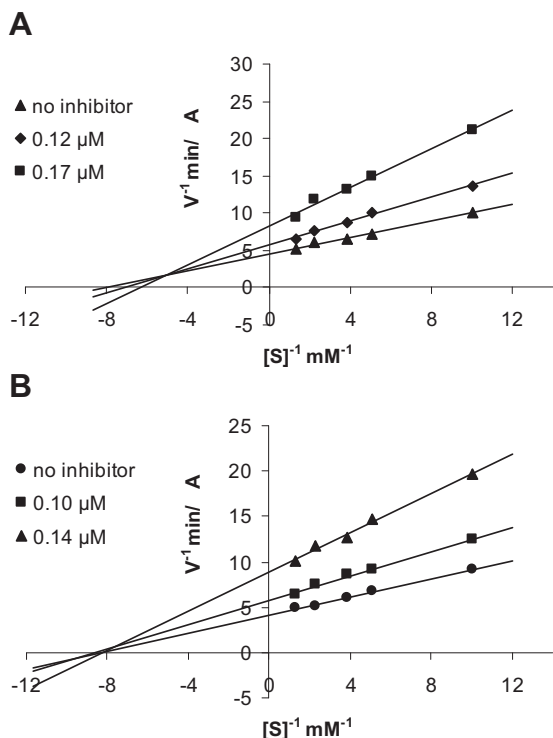 A
no inhibitor
0.12 µM
0.17 µM
V-1 min/ A
30
25
20
15
10
5
0
-5
-12 -8 -4 0 4 8 12
[S]-1 mM-1
B
no inhibitor
0.10 µM
0.14 µM
V-1 min/ A
25
20
15
10
5
0
-5
-12 -8 -4 0 4 8 12
[S]-1 mM-1